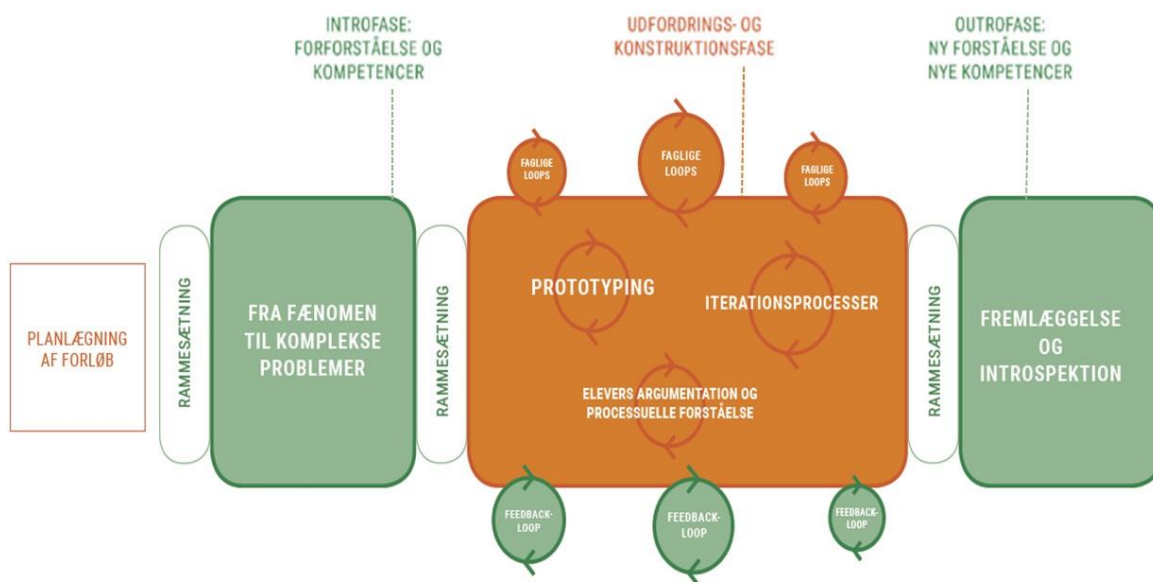 INTROFASE:
FORFORSTÅELSE OG
KOMPETENCER
UDFORDRINGS- OG
KONSTRUKTIONSFASE
OUTROFASE:
NY FORSTÅELSE OG
NYE KOMPETENCER
PLANLÆGNING
AF FORLØB
RAMMESÆTNING
FRA FÆNOMEN
TIL KOMPLEKSE
PROBLEMER
RAMMESÆTNING
FAGLIGE
LOOPS
FAGLIGE
LOOPS
FAGLIGE
LOOPS
PROTOTYPING
ITERATIONSPROCESSER
ELEVERS ARGUMENTATION OG
PROCESSUELLE FORSTÅELSE
FEEDBACK-
LOOP
FEEDBACK-
LOOP
FEEDBACK-
LOOP
RAMMESÆTNING
FREMLÆGGELSE
OG
INTROSPEKTION